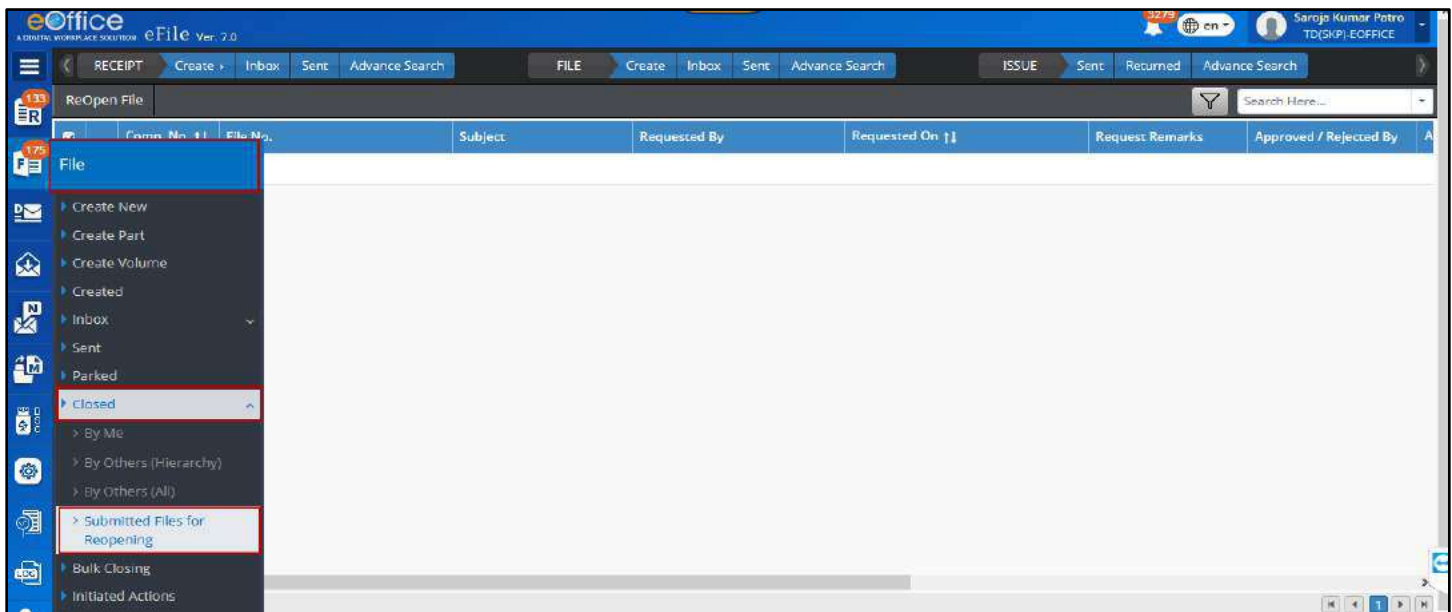 eOffice
A DIGITAL WORKPLACE SOLUTION eFile Ver. 7.0
3279 en Saroja Kumar Patro
TD(SKP)-EOFFICE
RECEIPT Create Inbox Sent Advance Search FILE Create Inbox Sent Advance Search ISSUE Sent Returned Advance Search
133 R ReOpen File Search Here...
Comp. No. File No. Subject Requested By Requested On Request Remarks Approved / Rejected By A
175 F File
Create New
D Create Part
Create Volume
Created
N Inbox
Sent
M Parked
Closed
DSC By Me
By Others (Hierarchy)
By Others (All)
Submitted Files for
Reopening
Bulk Closing
Initiated Actions
1